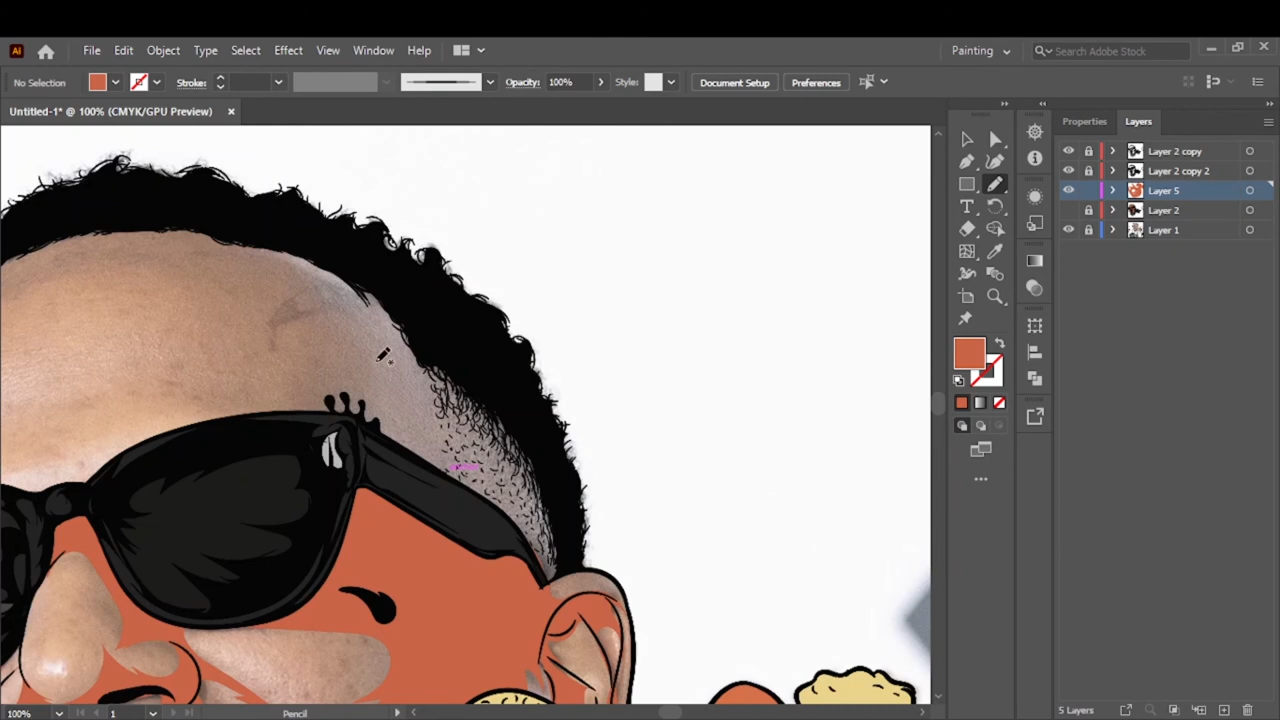 Ai File Edit Object Type Select Effect View Window Help Painting Search Adobe Stock
No Selection Stroke: Opacity: 100% Style: Document Setup Preferences
Untitled-1* @ 100% (CMYK/GPU Preview)
Properties Layers
Layer 2 copy
Layer 2 copy 2
Layer 5
Layer 2
Layer 1
T
100% 1 Pencil 5 Layers